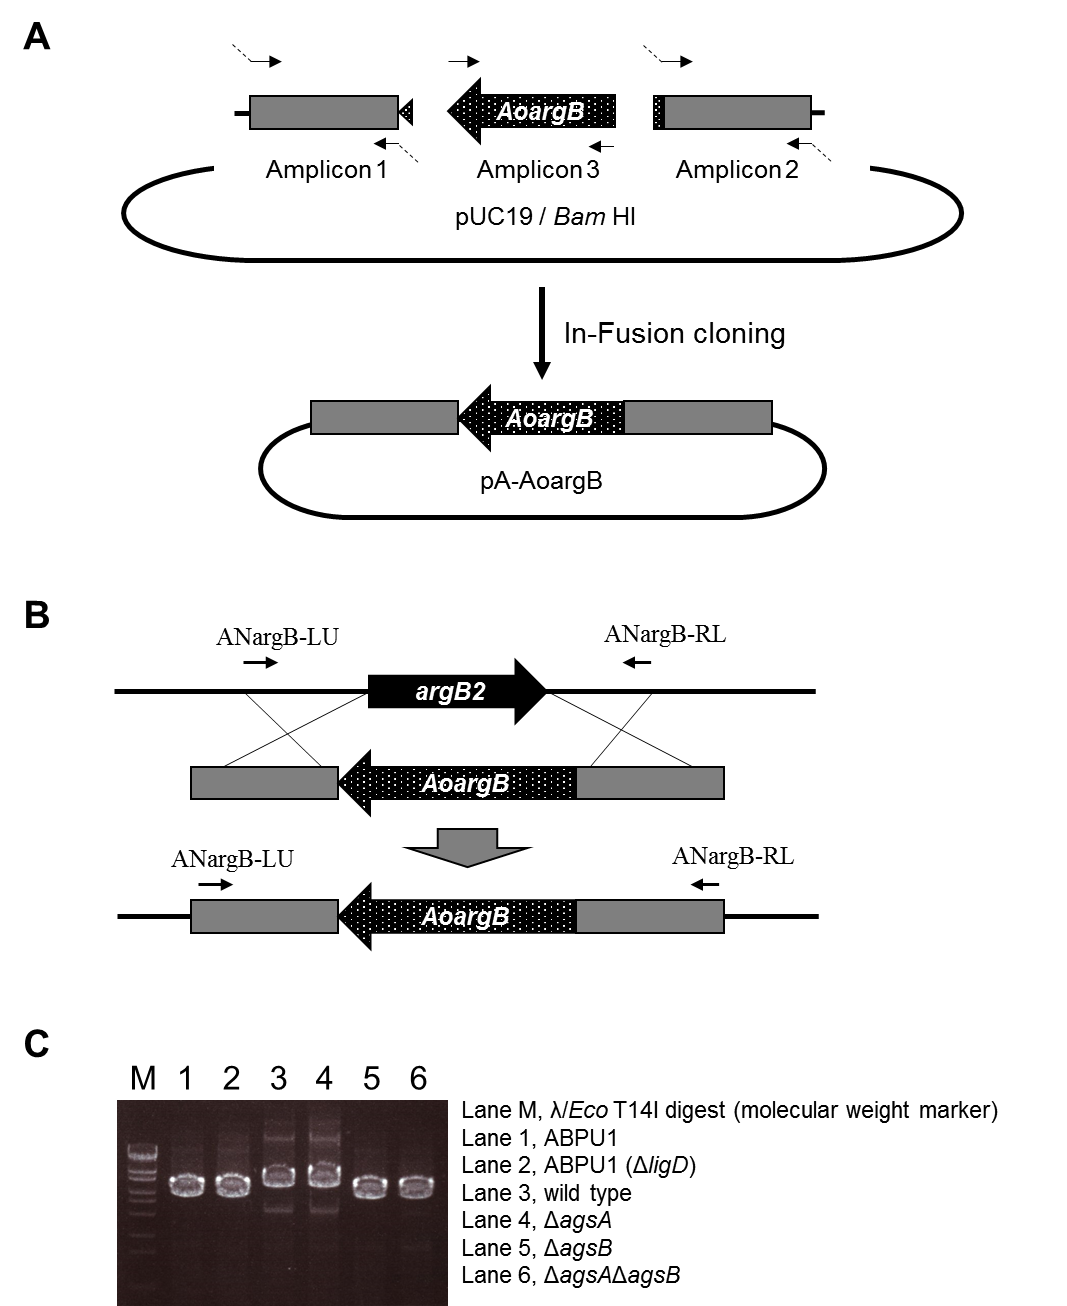 A
AoargB
Amplicon 1
Amplicon 3
Amplicon 2
pUC19 / Bam HI
In-Fusion cloning
AoargB
pA-AoargB
B
ANargB-LU
ANargB-RL
argB2
AoargB
ANargB-LU
ANargB-RL
AoargB
C
M 1 2 3 4 5 6
Lane M, λ/Eco T14I digest (molecular weight marker)
Lane 1, ABPU1
Lane 2, ABPU1 (ΔligD)
Lane 3, wild type
Lane 4, ΔagsA
Lane 5, ΔagsB
Lane 6, ΔagsAΔagsB